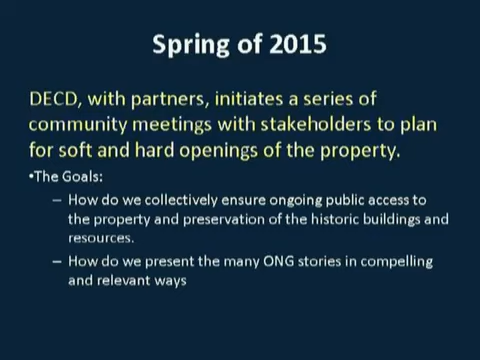 Spring of 2015
DECD, with partners, initiates a series of
community meetings with stakeholders to plan
for soft and hard openings of the property.
•The Goals:
– How do we collectively ensure ongoing public access to
the property and preservation of the historic buildings and
resources.
– How do we present the many ONG stories in compelling
and relevant ways